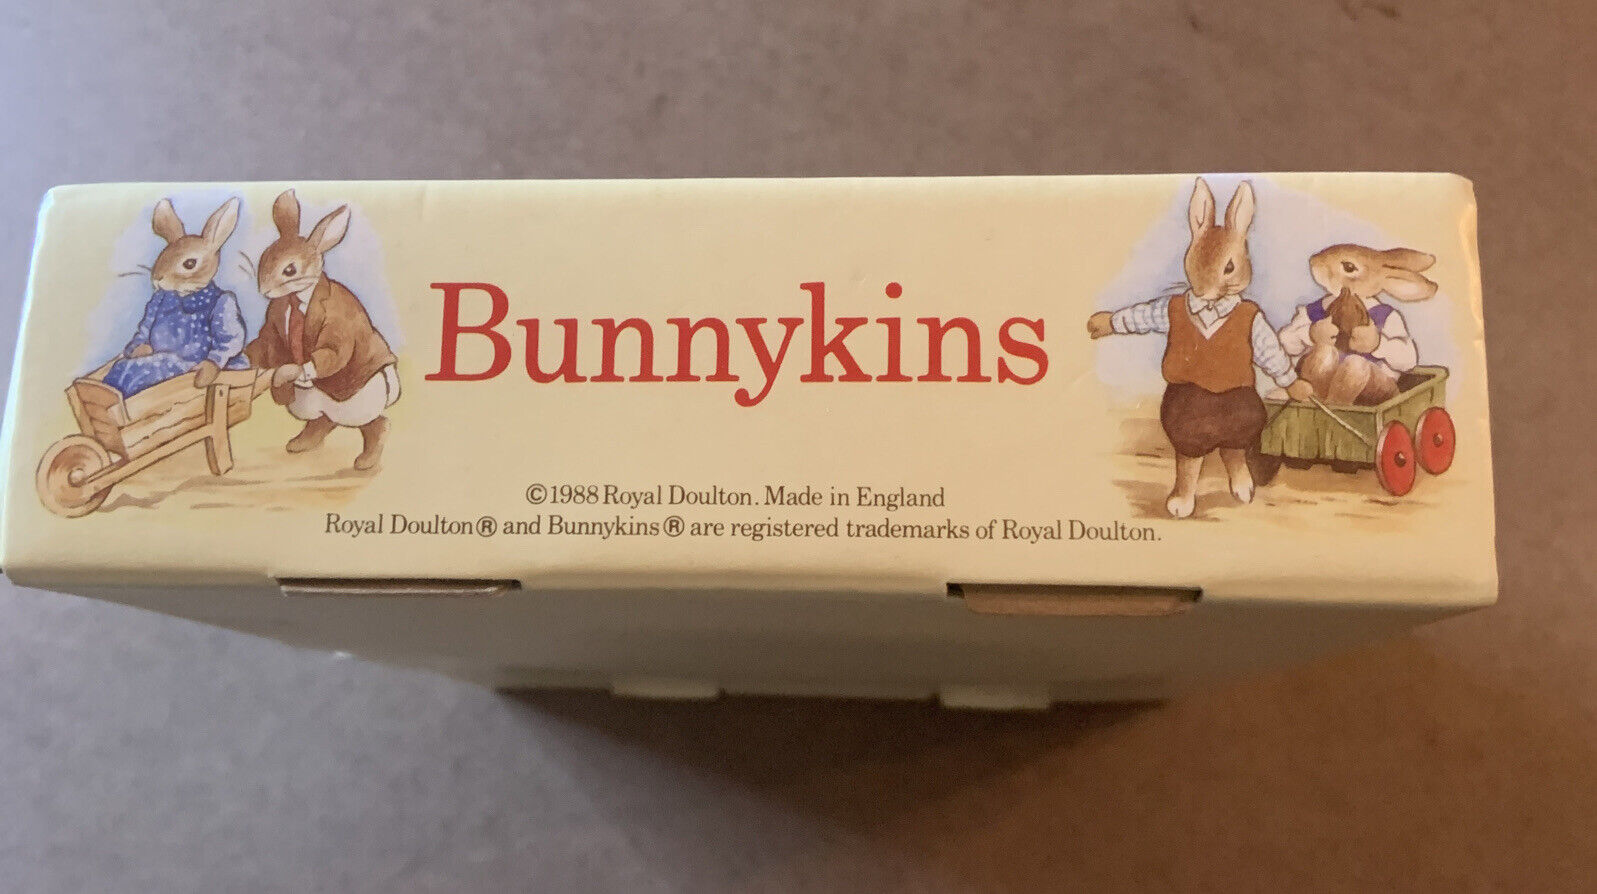 Bunnykins
©1988 Royal Doulton. Made in England
Royal Doulton® and Bunnykins® are registered trademarks of Royal Doulton.